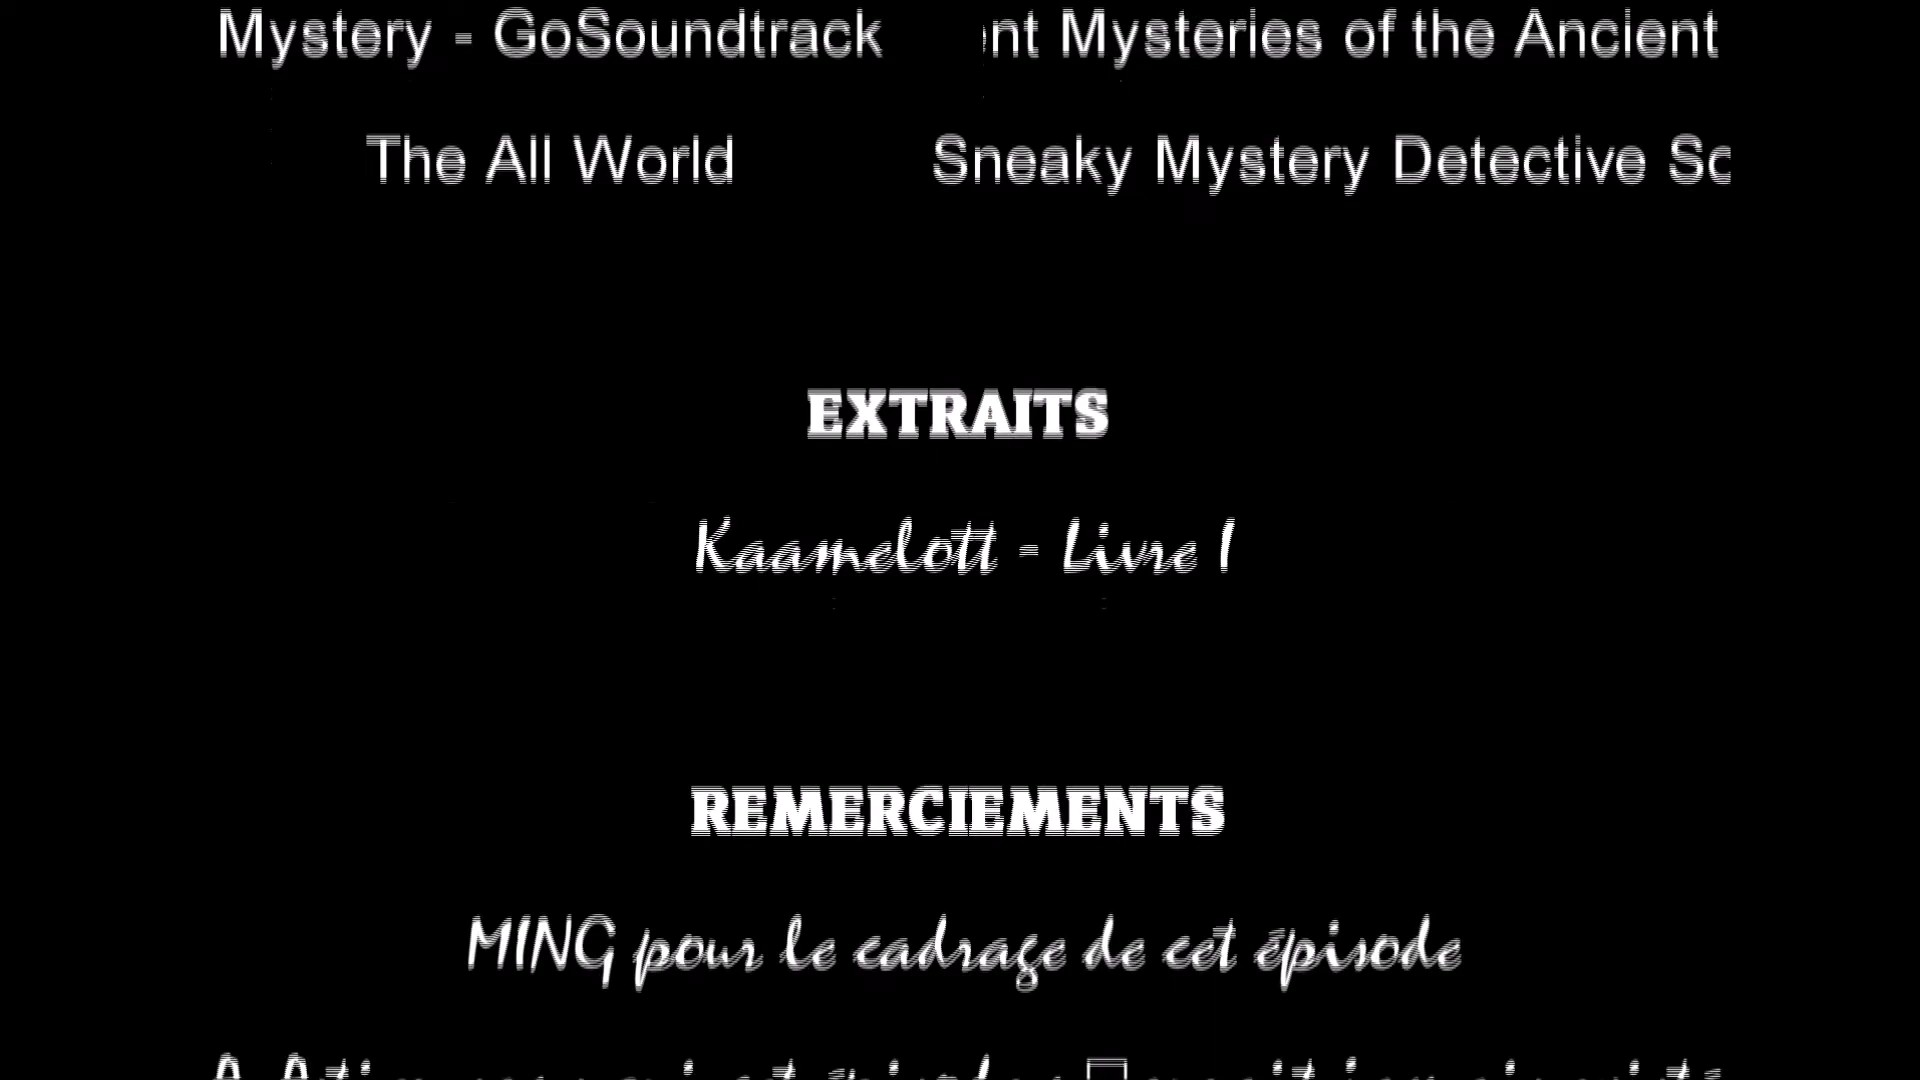 Mystery - GoSoundtrack
nt Mysteries of the Ancient
The All World
Sneaky Mystery Detective
EXTRAITS
Kaamelott - Livre I
REMERCIEMENTS
MING pour le cadrage de cet épisode